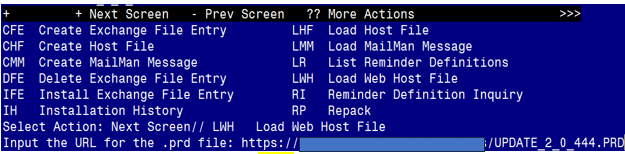 + + Next Screen - Prev Screen ?? More Actions >>>
CFE Create Exchange File Entry LHF Load Host File
CHF Create Host File LMM Load MailMan Message
CMM Create MailMan Message LR List Reminder Definitions
DFE Delete Exchange File Entry LWH Load Web Host File
IFE Install Exchange File Entry RI Reminder Definition Inquiry
IH Installation History RP Repack
Select Action: Next Screen// LWH Load Web Host File
Input the URL for the .prd file: https:// /UPDATE_2_0_444.PRD